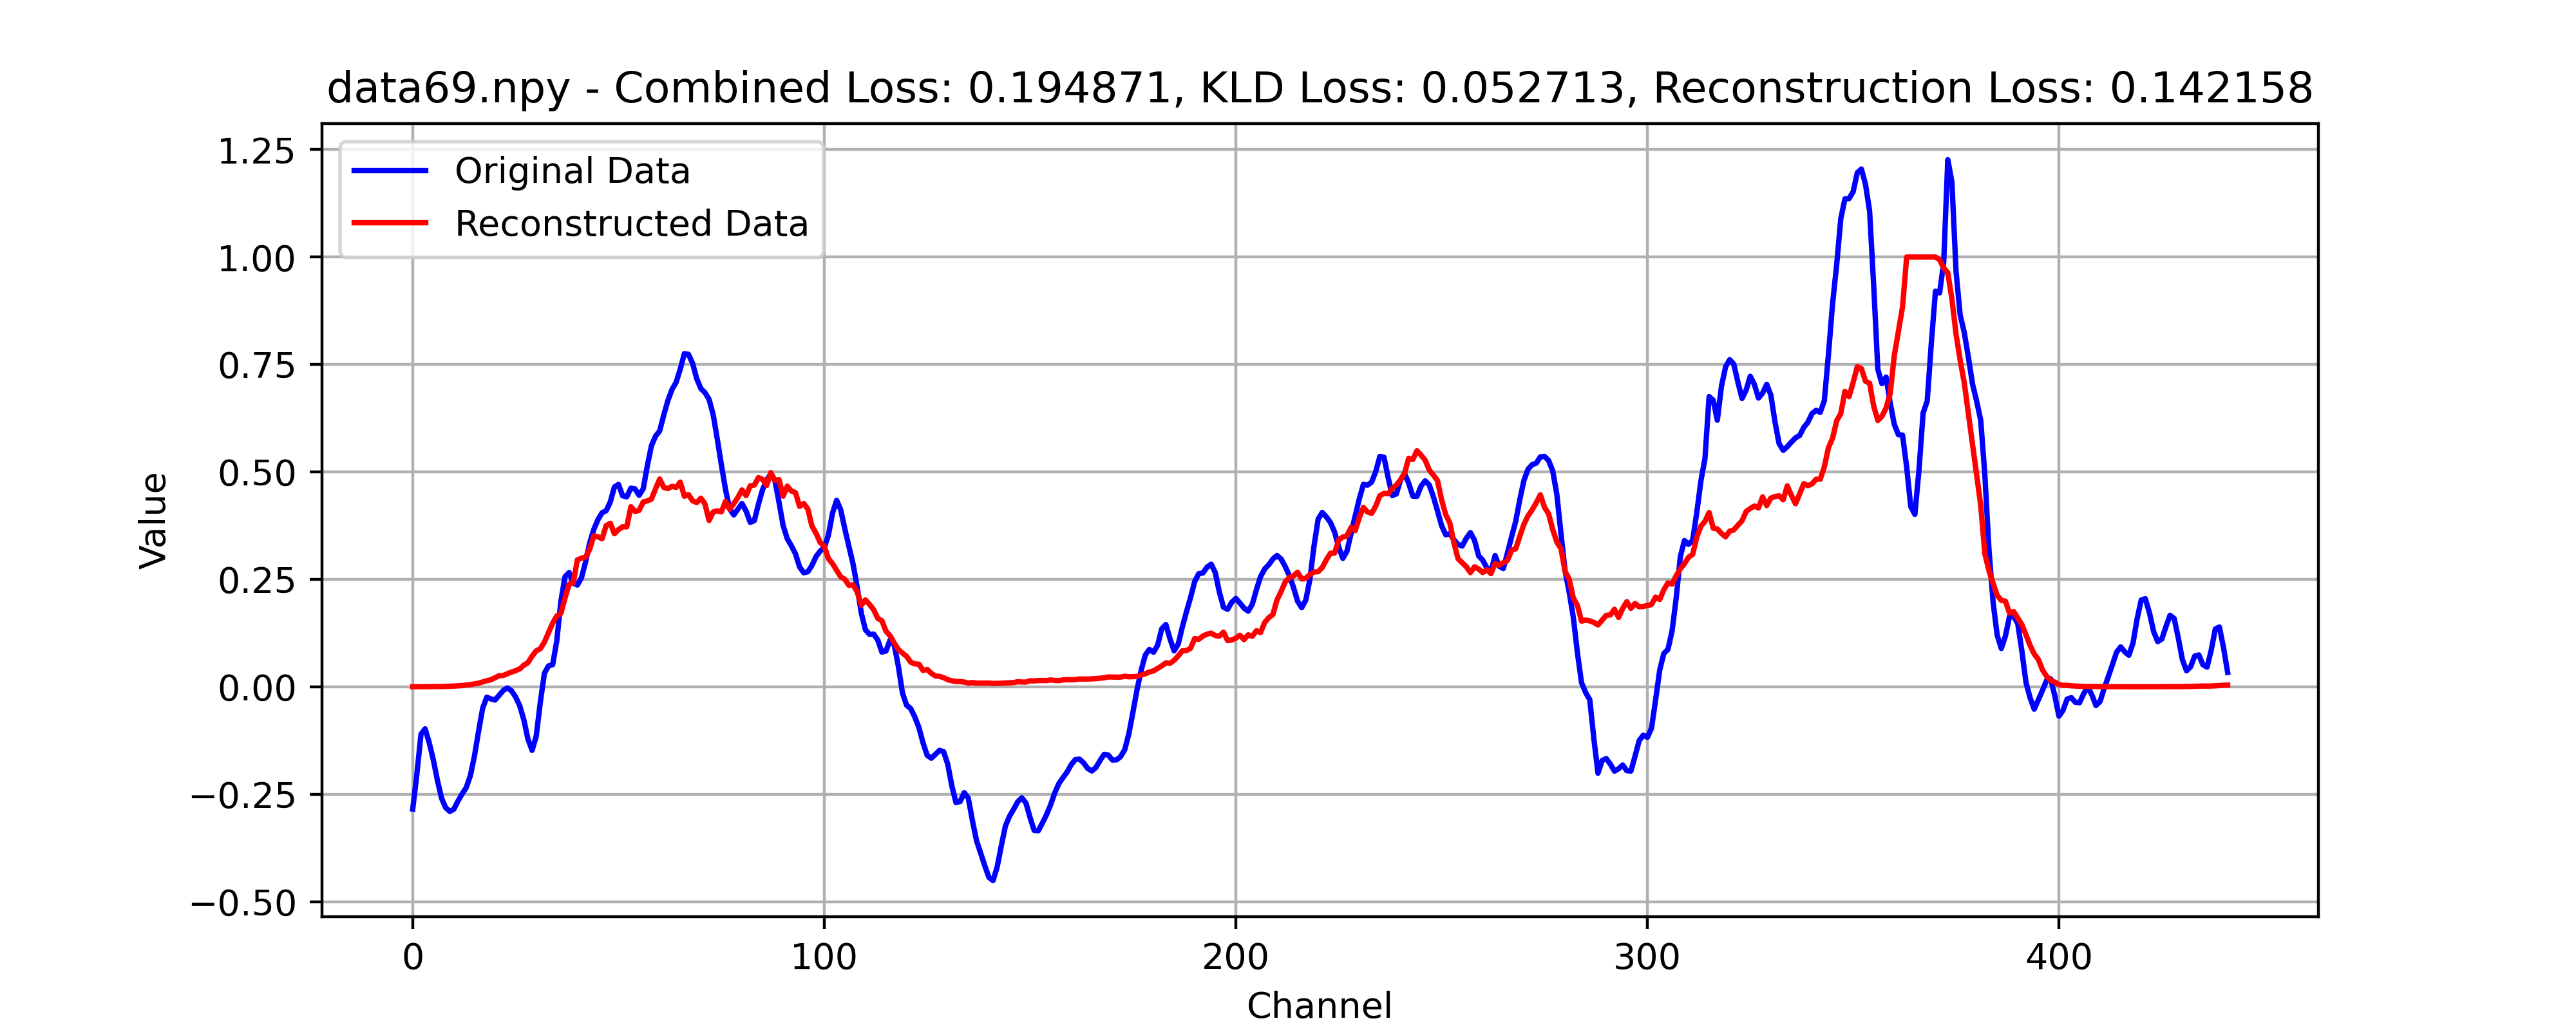 data69.npy - Combined Loss: 0.194871, KLD Loss: 0.052713, Reconstruction Loss: 0.142158
Original Data
Reconstructed Data
Value
1.25
1.00
0.75
0.50
0.25
0.00
−0.25
−0.50
0 100 200 300 400
Channel